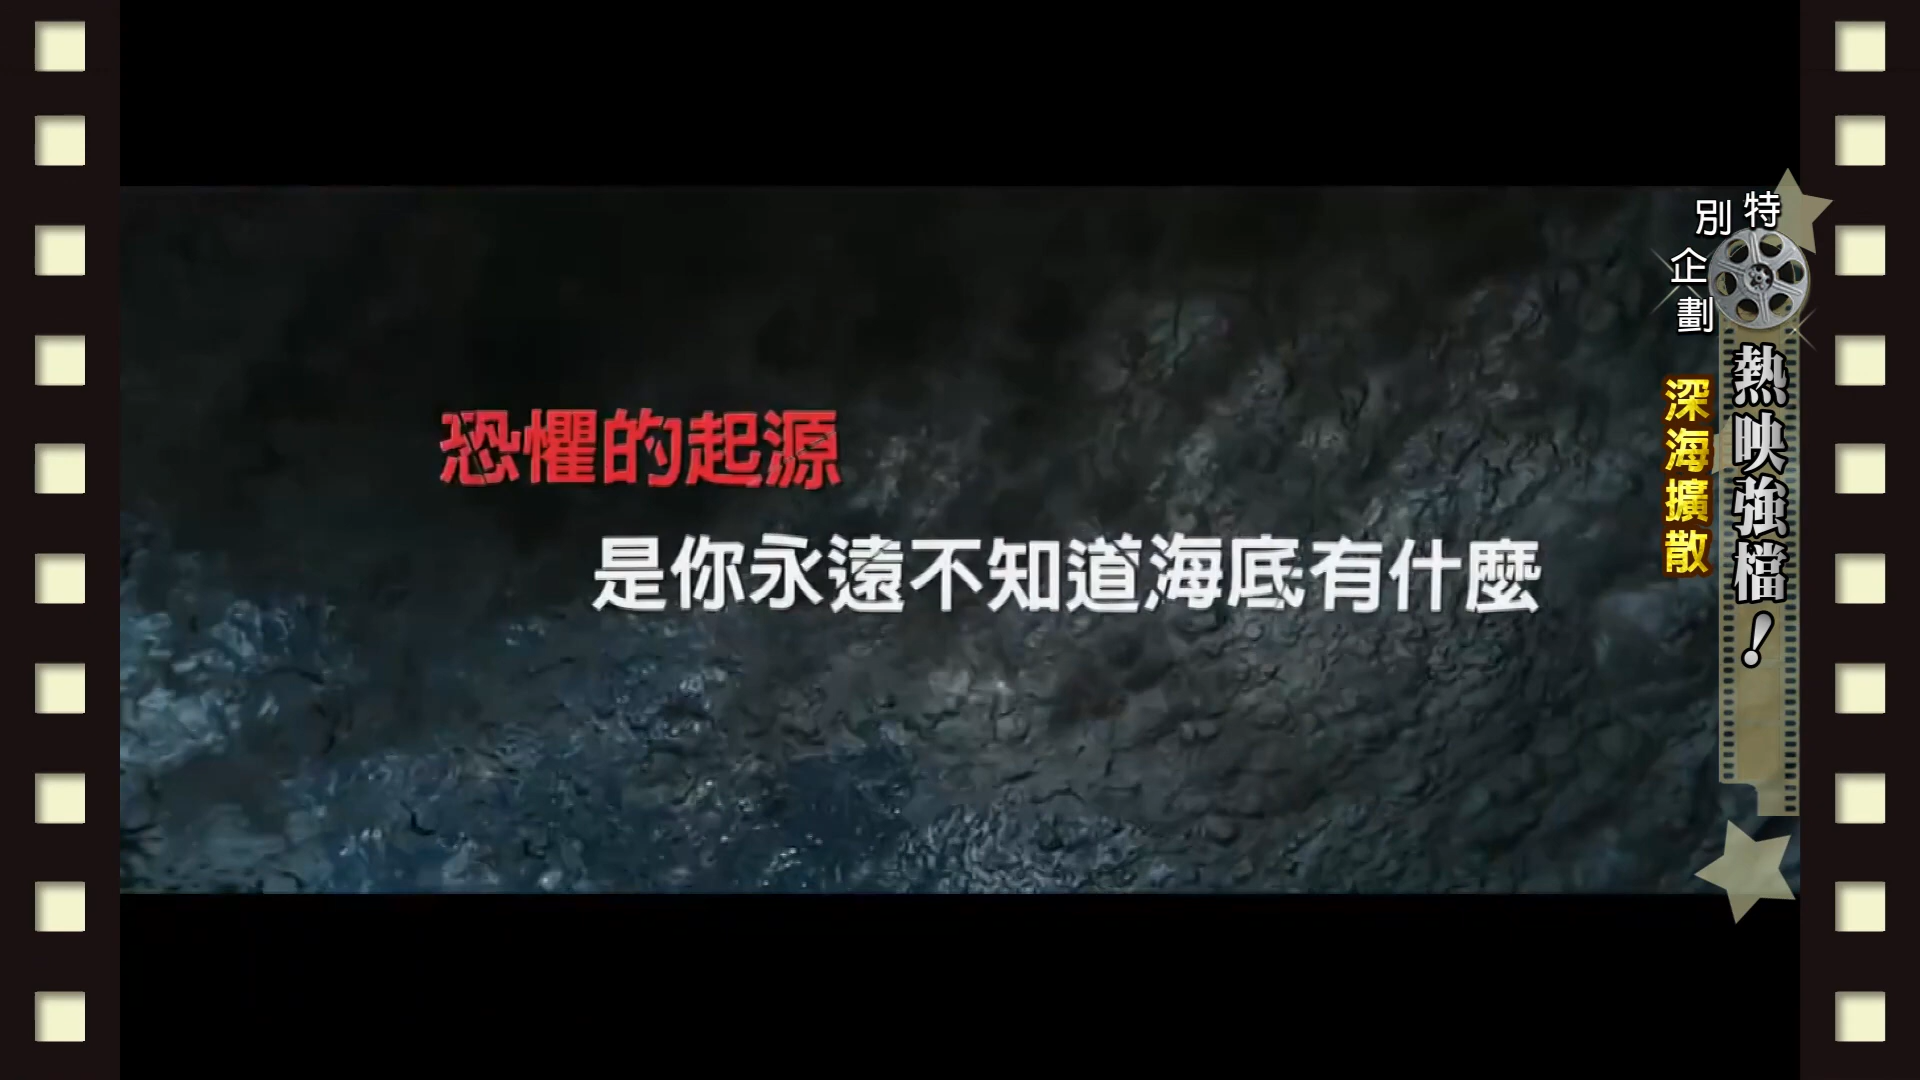 恐懼的起源
是你永遠不知道海底有什麼
特別企劃
熱映強檔！
深海擴散